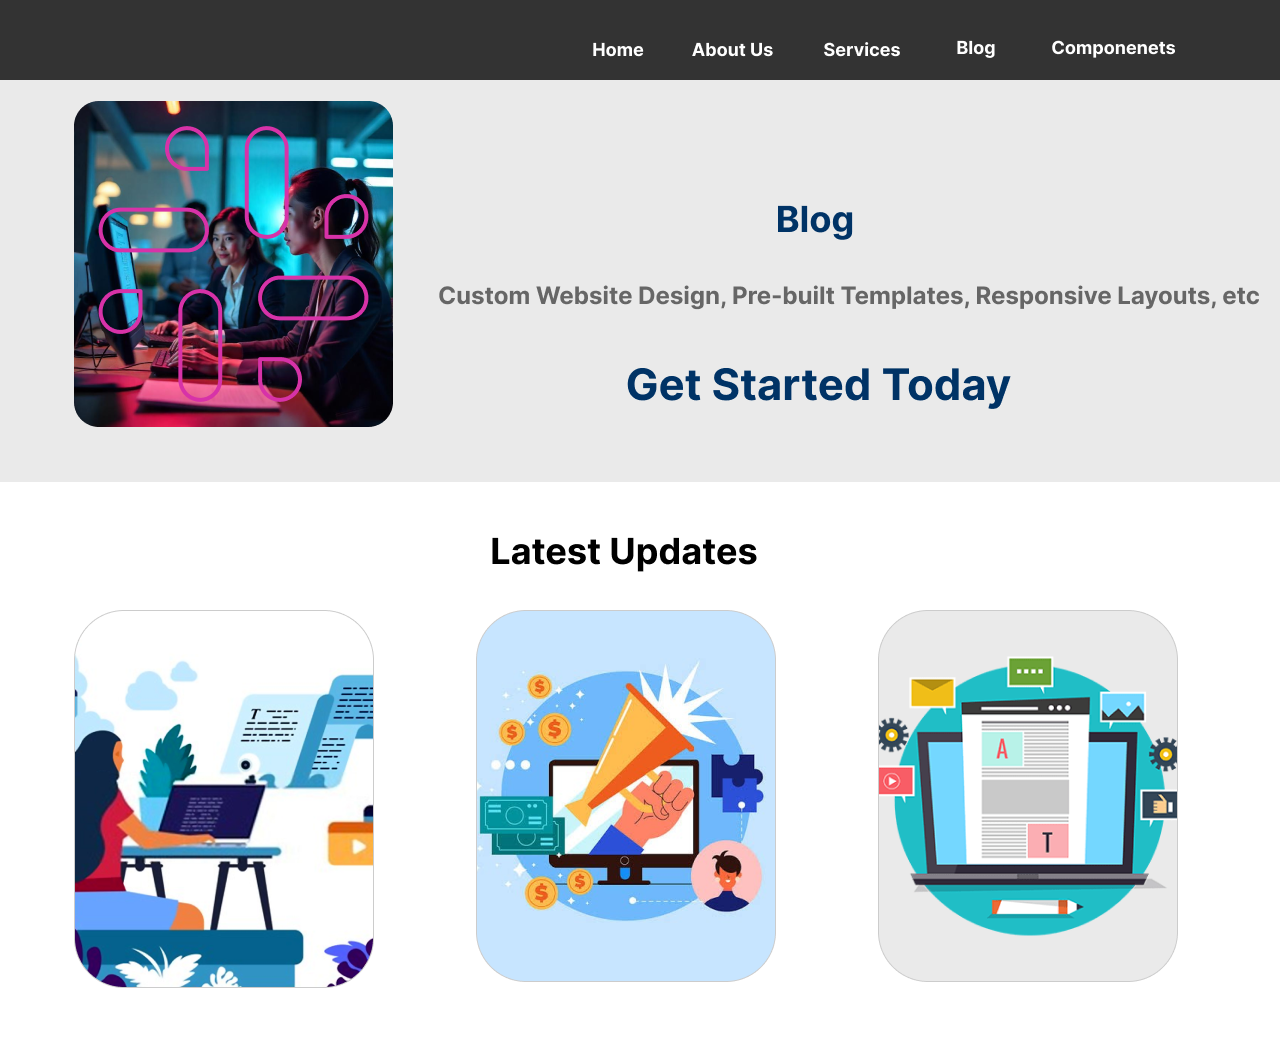 Home About Us Services Blog Componenets
Blog
Custom Website Design, Pre-built Templates, Responsive Layouts, etc
Get Started Today
Latest Updates
T
A
T